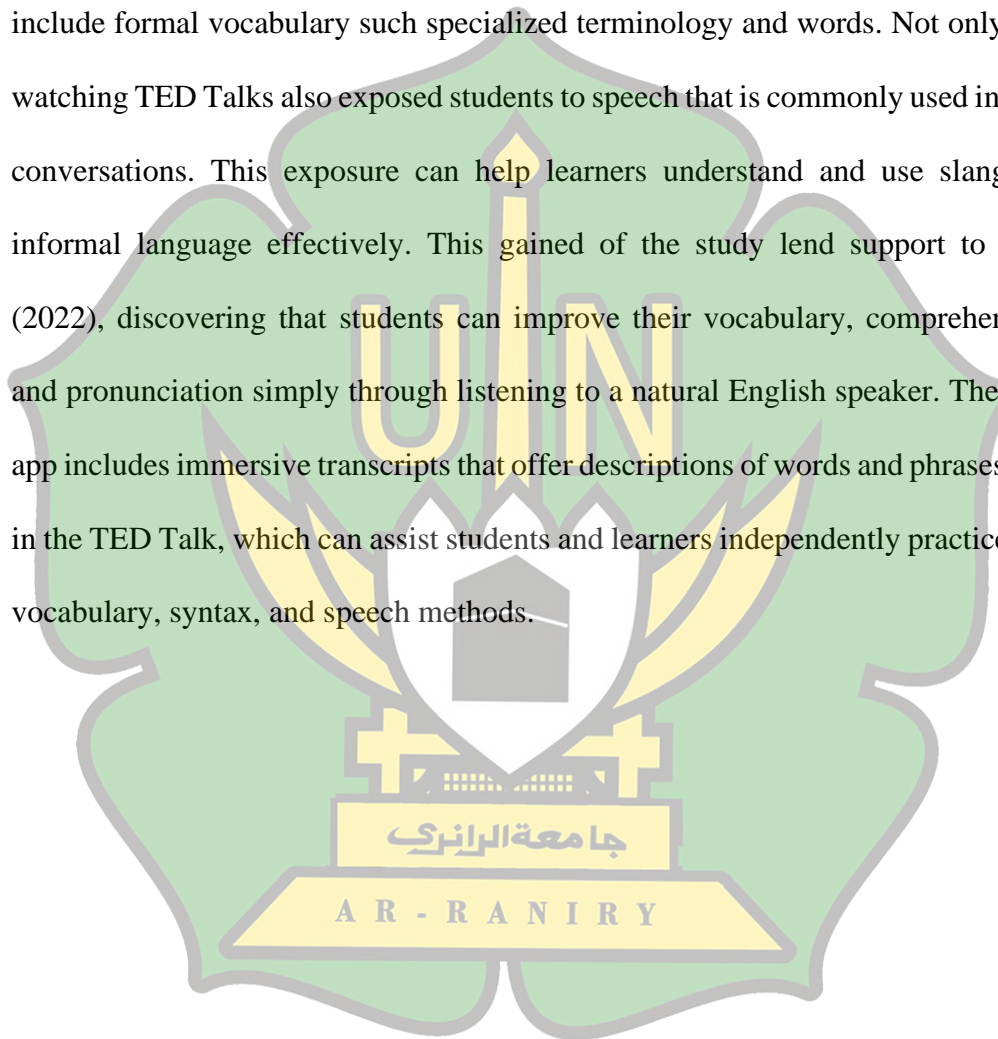 include formal vocabulary such specialized terminology and words. Not only
watching TED Talks also exposed students to speech that is commonly used in
conversations. This exposure can help learners understand and use slang
informal language effectively. This gained of the study lend support to
(2022), discovering that students can improve their vocabulary, comprehen
and pronunciation simply through listening to a natural English speaker. The
app includes immersive transcripts that offer descriptions of words and phrases
in the TED Talk, which can assist students and learners independently practice
vocabulary, syntax, and speech methods.
UIN
جامعة الرانري
AR-RANIRY